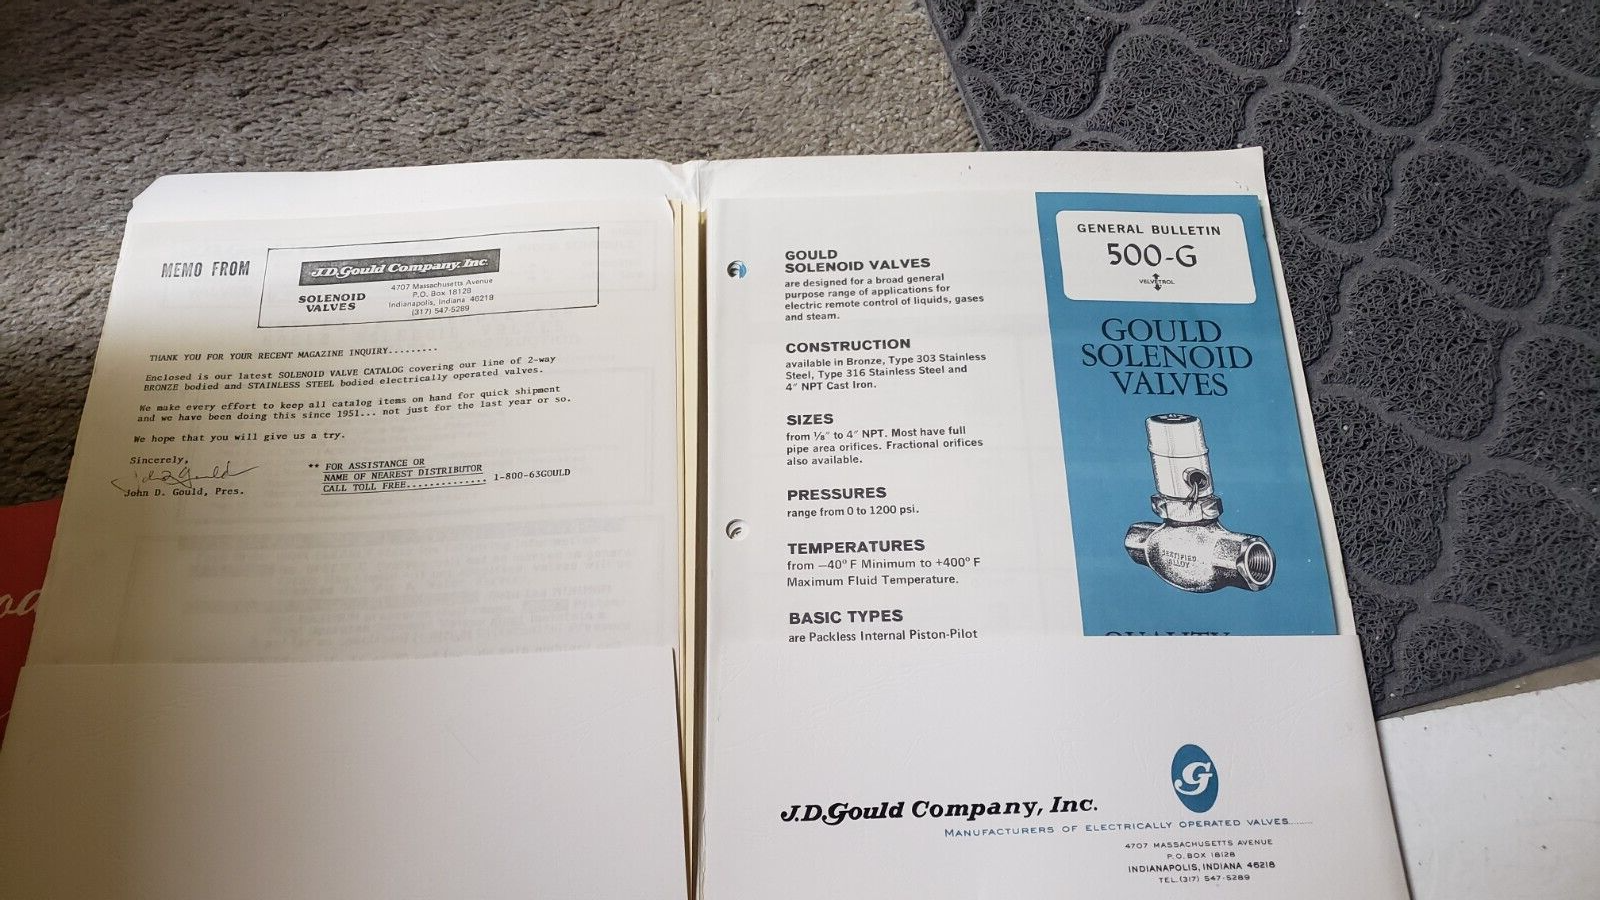 MEMO FROM
J.D.Gould Company, Inc.
SOLENOID
VALVES
4707 Massachusetts Avenue
P.O. Box 18128
Indianapolis, Indiana 46218
(317) 547-5289
THANK YOU FOR YOUR RECENT MAGAZINE INQUIRY.........
Enclosed is our latest SOLENOID VALVE CATALOG covering our line of 2-way
BRONZE bodied and STAINLESS STEEL bodied electrically operated valves.
We make every effort to keep all catalog items on hand for quick shipment
and we have been doing this since 1951... not just for the last year or so.
We hope that you will give us a try.
Sincerely,
John D. Gould, Pres.
** FOR ASSISTANCE OR
NAME OF NEAREST DISTRIBUTOR
CALL TOLL FREE.............. 1-800-63GOULD
GOULD
SOLENOID VALVES
are designed for a broad general
purpose range of applications for
electric remote control of liquids, gases
and steam.
CONSTRUCTION
available in Bronze, Type 303 Stainless
Steel, Type 316 Stainless Steel and
4" NPT Cast Iron.
SIZES
from 1/8" to 4" NPT. Most have full
pipe area orifices. Fractional orifices
also available.
PRESSURES
range from 0 to 1200 psi.
TEMPERATURES
from —40° F Minimum to +400° F
Maximum Fluid Temperature.
BASIC TYPES
are Packless Internal Piston-Pilot
GENERAL BULLETIN
500-G
VELVETROL
GOULD
SOLENOID
VALVES
CERTIFIED
ALLOY
G
J.D.Gould Company, Inc.
MANUFACTURERS OF ELECTRICALLY OPERATED VALVES........
4707 MASSACHUSETTS AVENUE
P.O. BOX 18128
INDIANAPOLIS, INDIANA 46218
TEL.(317) 547-5289